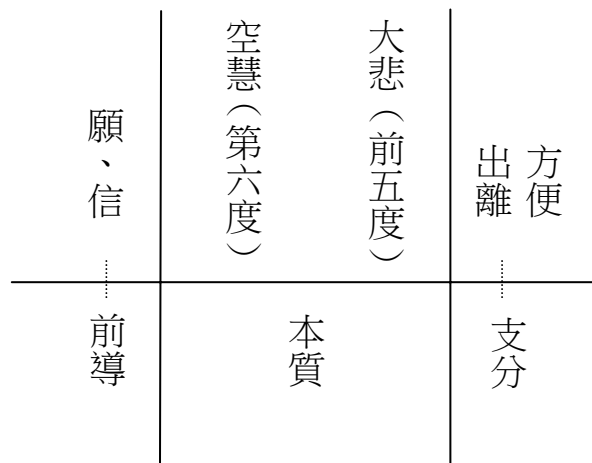 方便
出離
大悲（前五度）
空慧（第六度）
願、信
支分
本質
前導